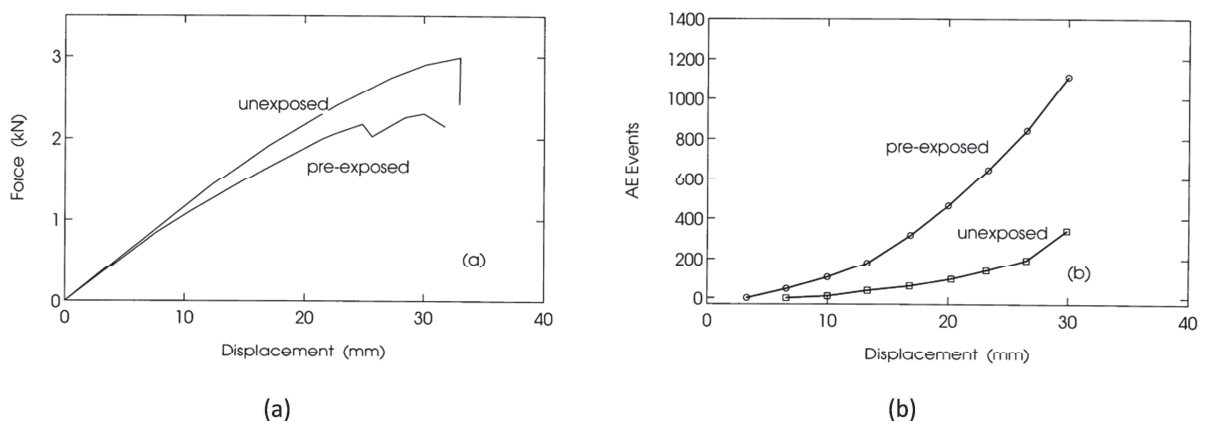 3
2
1
0
Force (kN)
unexposed
pre-exposed
(a)
0 10 20 30 40
Displacement (mm)
(a)
1400
1200
1000
800
600
400
200
0
AE Events
pre-exposed
unexposed
(b)
0 10 20 30 40
Displacement (mm)
(b)